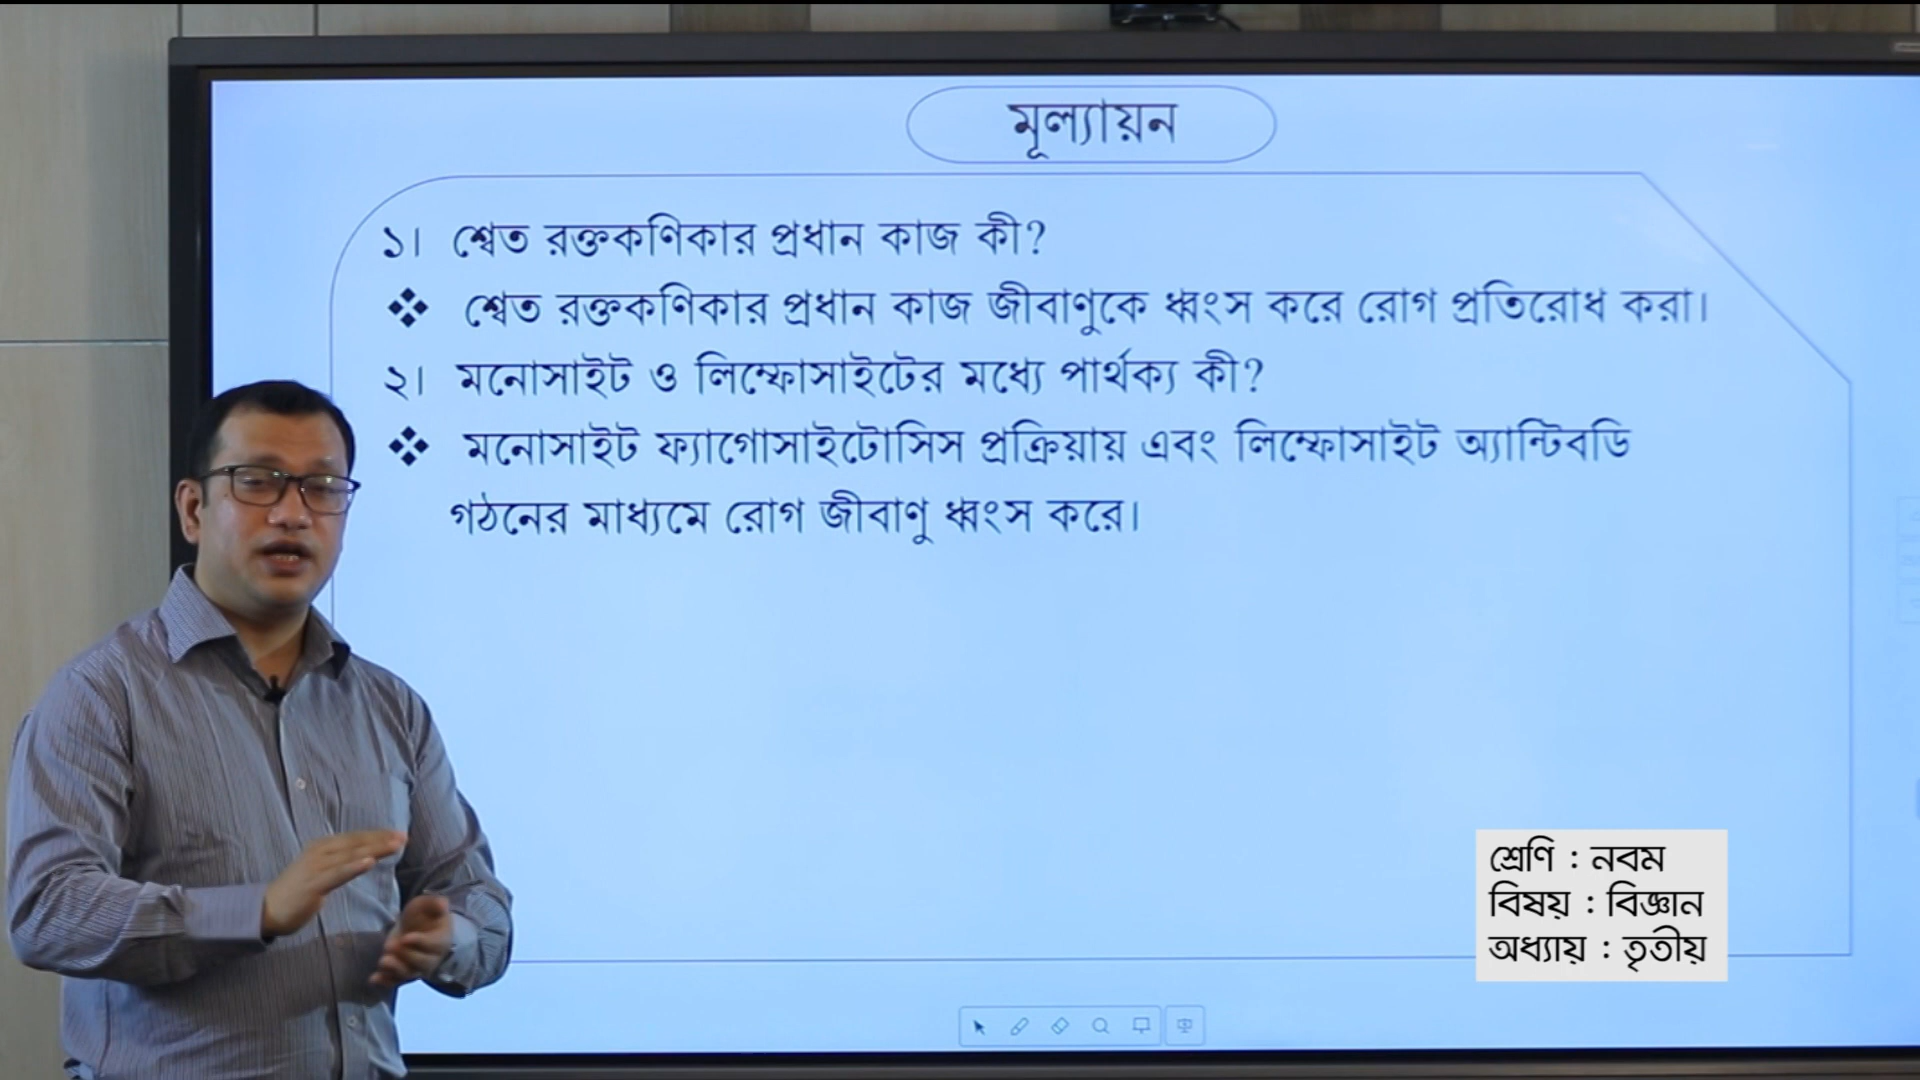 মূল্যায়ন
১। শ্বেত রক্তকণিকার প্রধান কাজ কী?
❖ শ্বেত রক্তকণিকার প্রধান কাজ জীবাণুকে ধ্বংস করে রোগ প্রতিরোধ করা।
২। মনোসাইট ও লিম্ফোসাইটের মধ্যে পার্থক্য কী?
❖ মনোসাইট ফ্যাগোসাইটোসিস প্রক্রিয়ায় এবং লিম্ফোসাইট অ্যান্টিবডি
গঠনের মাধ্যমে রোগ জীবাণু ধ্বংস করে।
শ্রেণি : নবম
বিষয় : বিজ্ঞান
অধ্যায় : তৃতীয়